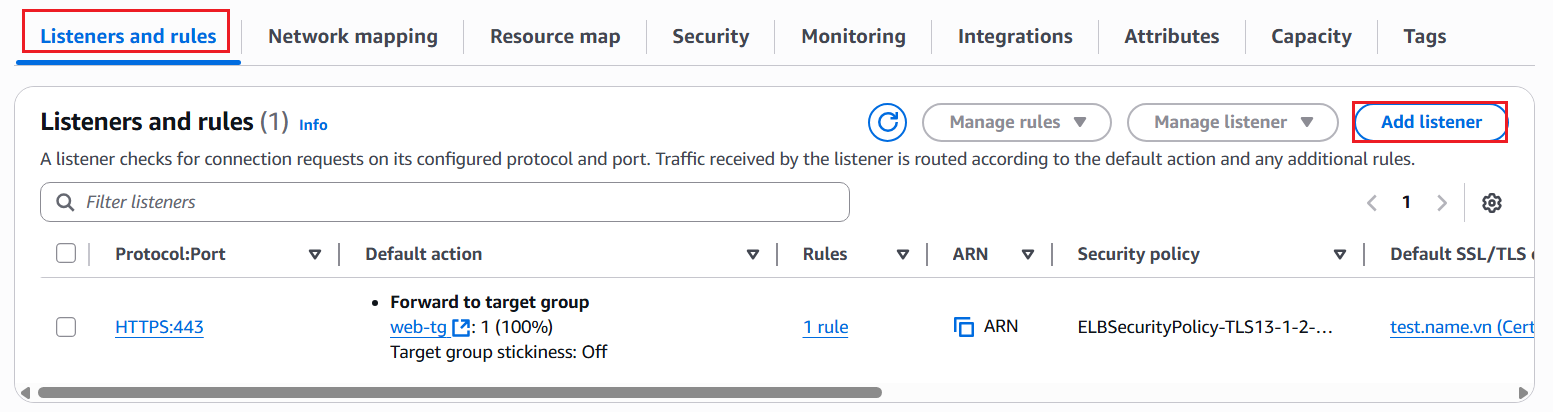 Listeners and rules Network mapping Resource map Security Monitoring Integrations Attributes Capacity Tags
Listeners and rules (1) Info Manage rules Manage listener Add listener
A listener checks for connection requests on its configured protocol and port. Traffic received by the listener is routed according to the default action and any additional rules.
Filter listeners 1
Protocol:Port Default action Rules ARN Security policy Default SSL/TLS
• Forward to target group
HTTPS:443 web-tg : 1 (100%) 1 rule ARN ELBSecurityPolicy-TLS13-1-2-... test.name.vn (Cert
Target group stickiness: Off